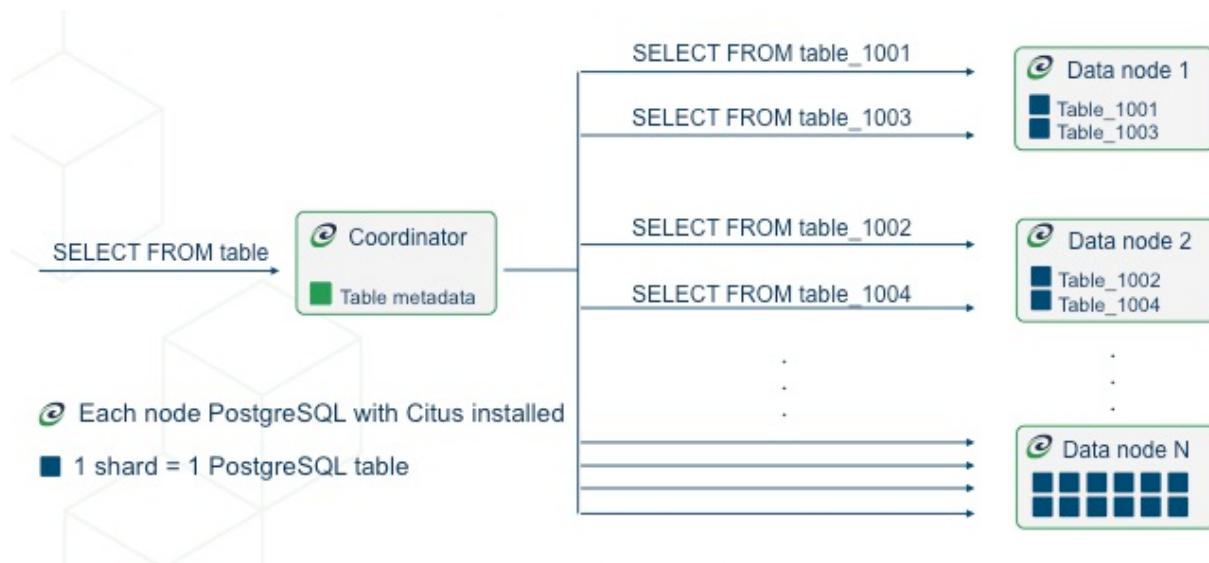 SELECT FROM table_1001
Data node 1
Table_1001
SELECT FROM table_1003
Table_1003
SELECT FROM table_1002
Coordinator
Data node 2
SELECT FROM table
Table_1002
Table metadata
SELECT FROM table_1004
Table_1004
Each node PostgreSQL with Citus installed
Data node N
1 shard = 1 PostgreSQL table